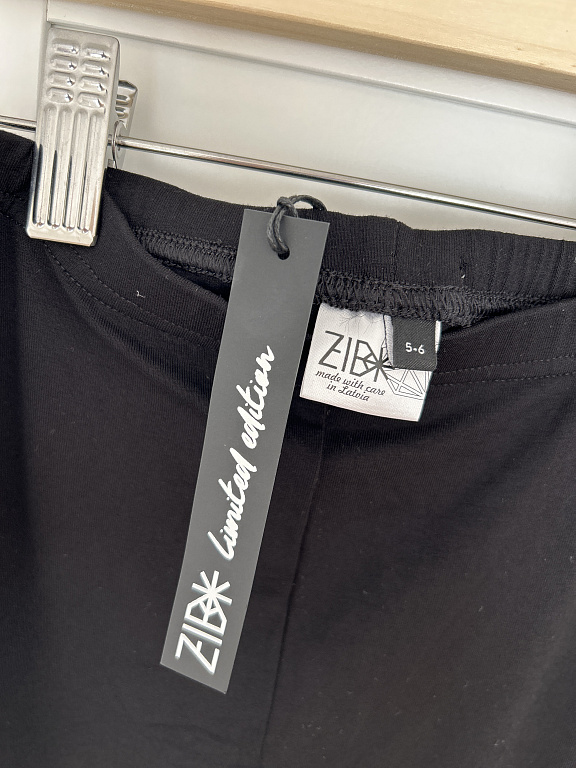 ZIB
Limited edition
ZIB
5-6
made with care
in Latvia